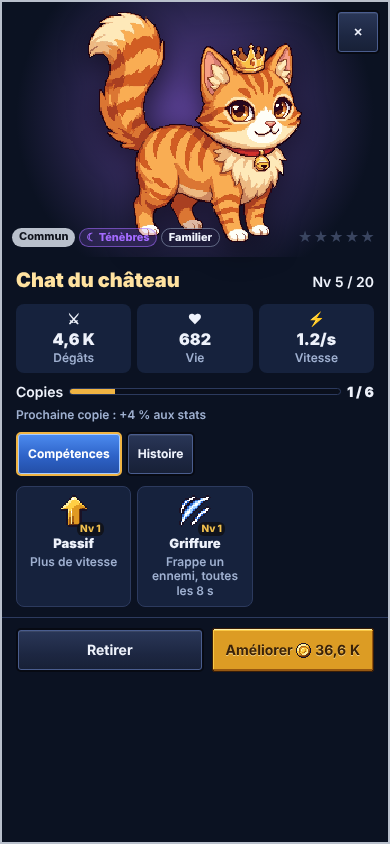 ×
Commun
Ténèbres
Familier
★★★★★
Chat du château
Nv 5 / 20
4,6 K
Dégâts
682
Vie
1.2/s
Vitesse
Copies
1 / 6
Prochaine copie : +4 % aux stats
Compétences
Histoire
Nv 1
Passif
Plus de vitesse
Nv 1
Griffure
Frappe un
ennemi, toutes
les 8 s
Retirer
Améliorer 36,6 K